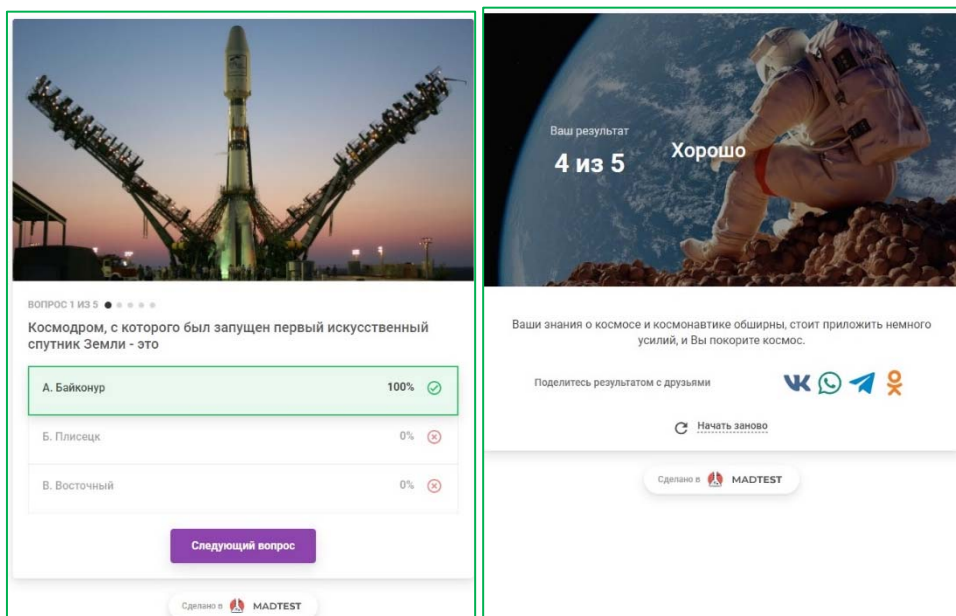 ВОПРОС 1 ИЗ 5
Космодром, с которого был запущен первый искусственный
спутник Земли - это
А. Байконур 100%
Б. Плисецк 0%
В. Восточный 0%
Следующий вопрос
Сделано в MADTEST
Ваш результат
4 из 5
Хорошо
Ваши знания о космосе и космонавтике обширны, стоит приложить немного
усилий, и Вы покорите космос.
Поделитесь результатом с друзьями
Начать заново
Сделано в MADTEST